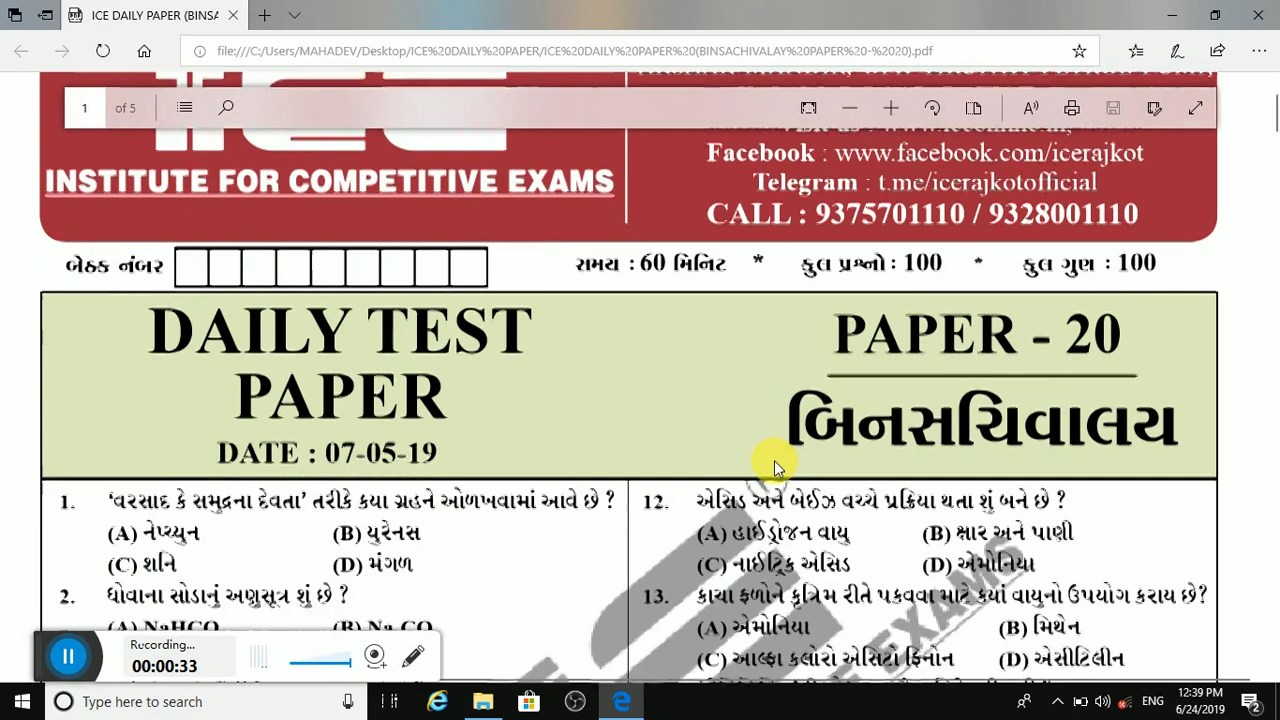 ICE DAILY PAPER (BINS
file:///C:/Users/MAHADEV/Desktop/ICE%20DAILY%20PAPER/ICE%20DAILY%20PAPER%20(BINSACHIVALAY%20PAPER%20-%2020).pdf
1 of 5
INSTITUTE FOR COMPETITIVE EXAMS
Facebook : www.facebook.com/icerajkot
Telegram : t.me/icerajkotofficial
CALL : 9375701110 / 9328001110
બેઠક નંબર
સમય : 60 મિનિટ * કુલ પ્રશ્નો : 100 * કુલ ગુણ : 100
DAILY TEST
PAPER
DATE : 07-05-19
PAPER - 20
બિનસચિવાલય
1. ‘વરસાદ કે સમુદ્રના દેવતા’ તરીકે કયા ગ્રહને ઓળખવામાં આવે છે ?
(A) નેપ્ચ્યુન (B) યુરેનસ
(C) શનિ (D) મંગળ
2. ધોવાના સોડાનું અણુસૂત્ર શું છે ?
12. એસિડ અને બેઈઝ વચ્ચે પ્રક્રિયા થતા શું બને છે ?
(A) હાઈડ્રોજન વાયુ (B) ક્ષાર અને પાણી
(C) નાઈટ્રિક એસિડ (D) એમોનિયા
13. કાચા ફળોને કૃત્રિમ રીતે પકવવા માટે કયાં વાયુનો ઉપયોગ કરાય છે?
(A) એમોનિયા (B) મિથેન
(C) આલ્ફા કલોરો એસિટો ફિનોન (D) એસીટિલીન
Recording...
00:00:33
Type here to search
ENG
12:39 PM
6/24/2019
2